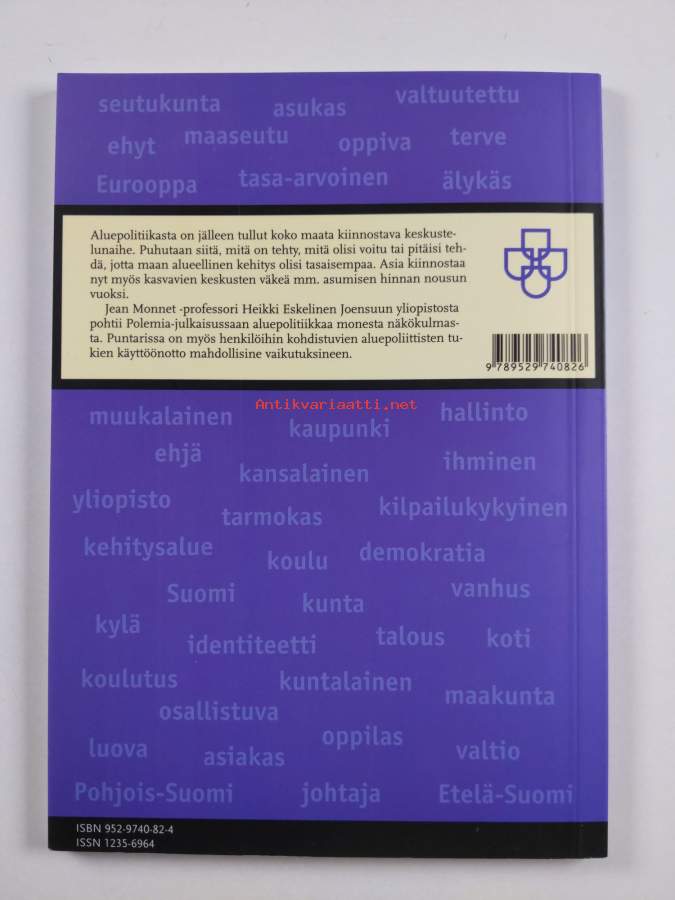 seutukunta asukas valtuutettu
ehyt maaseutu oppiva terve
Eurooppa tasa-arvoinen älykäs
Aluepolitiikasta on jälleen tullut koko maata kiinnostava keskuste-
lunaihe. Puhutaan siitä, mitä on tehty, mitä olisi voitu tai pitäisi teh-
dä, jotta maan alueellinen kehitys olisi tasaisempaa. Asia kiinnostaa
nyt myös kasvavien keskusten väkeä mm. asumisen hinnan nousun
vuoksi.
Jean Monnet -professori Heikki Eskelinen Joensuun yliopistosta
pohtii Polemia-julkaisussaan aluepolitiikkaa monesta näkökulmas-
ta. Puntarissa on myös henkilöihin kohdistuvien aluepoliittisten tu-
kien käyttöönotto mahdollisine vaikutuksineen.
9 789529 740826
Antikvariaatti.net
muukalainen kaupunki hallinto
ehjä kansalainen ihminen
yliopisto tarmokas kilpailukykyinen
kehitysalue koulu demokratia
Suomi kunta vanhus
kylä identiteetti talous koti
koulutus kuntalainen maakunta
osallistuva
luova asiakas oppilas valtio
Pohjois-Suomi johtaja Etelä-Suomi
ISBN 952-9740-82-4
ISSN 1235-6964